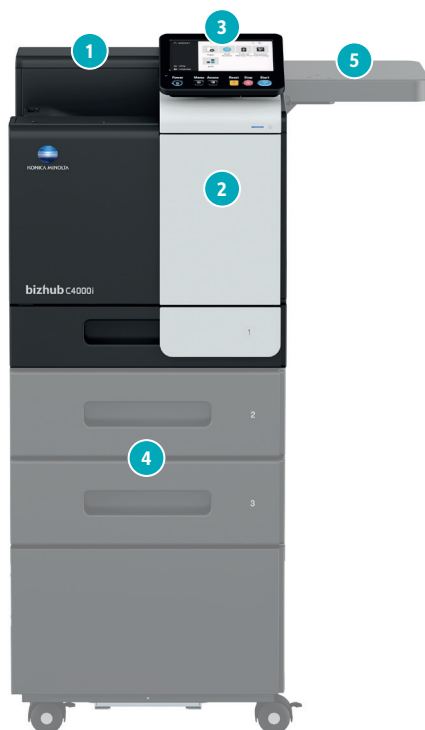 1
3
5
Power
Menu
Access
Reset
Stop
Start
KONICA MINOLTA
2
bizhub C4000i
1
2
4
3